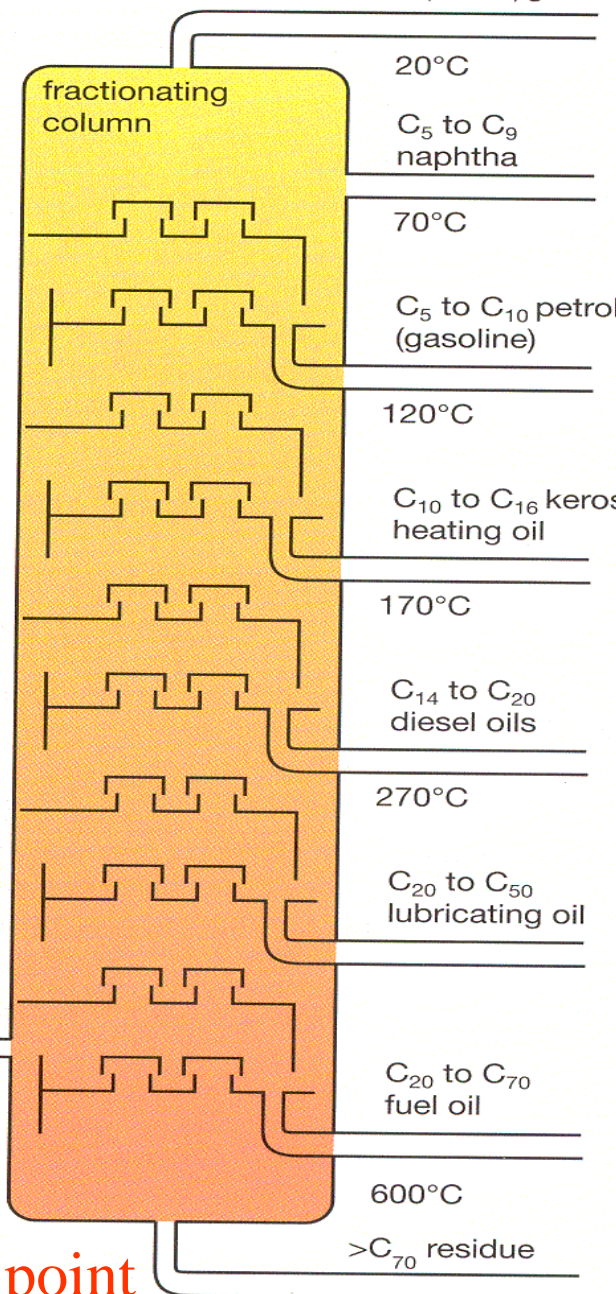 fractionating
column
20°C
C₅ to C₉
naphtha
70°C
C₅ to C₁₀ petrol
(gasoline)
120°C
C₁₀ to C₁₆ keros
heating oil
170°C
C₁₄ to C₂₀
diesel oils
270°C
C₂₀ to C₅₀
lubricating oil
C₂₀ to C₇₀
fuel oil
600°C
>C₇₀ residue
point